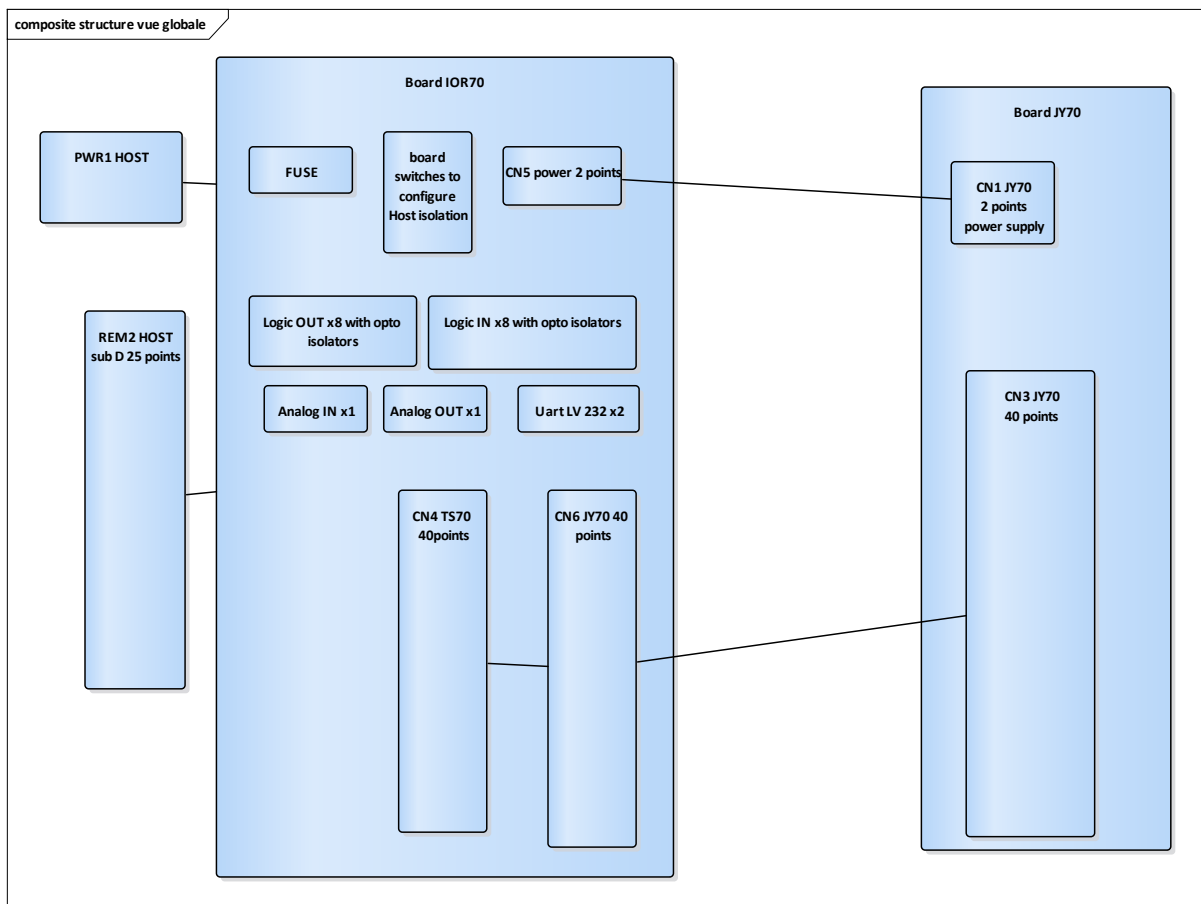 composite structure vue globale
Board IOR70
Board JY70
PWR1 HOST
FUSE
board
switches to
configure
Host isolation
CN5 power 2 points
CN1 JY70
2 points
power supply
REM2 HOST
sub D 25 points
Logic OUT x8 with opto
isolators
Logic IN x8 with opto isolators
Analog IN x1
Analog OUT x1
Uart LV 232 x2
CN3 JY70
40 points
CN4 TS70
40points
CN6 JY70 40
points